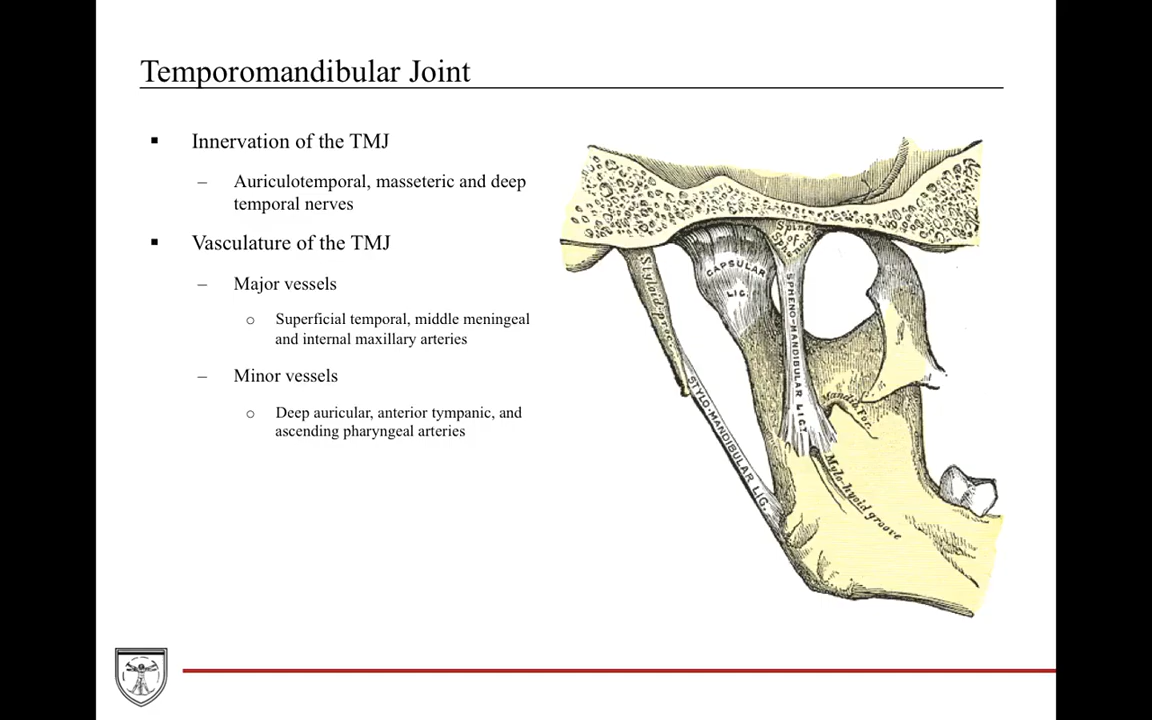 Temporomandibular Joint
▪ Innervation of the TMJ
– Auriculotemporal, masseteric and deep
temporal nerves
▪ Vasculature of the TMJ
– Major vessels
o Superficial temporal, middle meningeal
and internal maxillary arteries
– Minor vessels
o Deep auricular, anterior tympanic, and
ascending pharyngeal arteries
Spine
of
Sphenoid
CAPSULAR
LIG.
Styloid proc.
SPHENO-MANDIBULAR LIGT
STYLO-MANDIBULAR LIG.
Mandib. For.
Mylo-hyoid groove